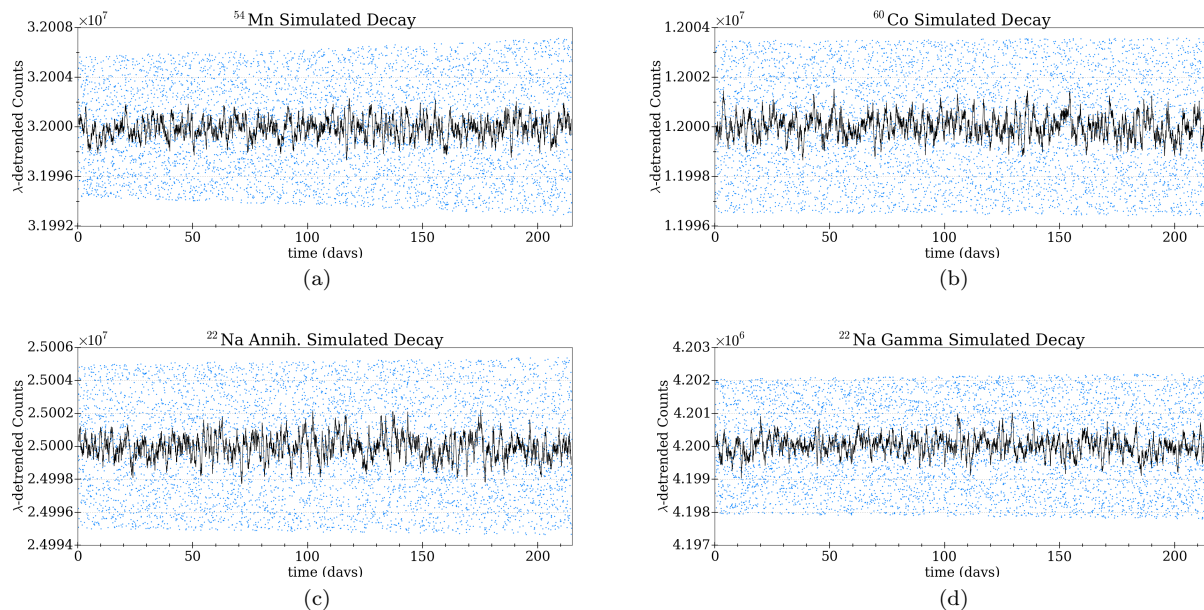 ⁵⁴Mn Simulated Decay
×10⁷
3.2008
3.2004
3.2000
3.1996
3.1992
λ-detrended Counts
0 50 100 150 200
time (days)
(a)
⁶⁰Co Simulated Decay
×10⁷
1.2004
1.2002
1.2000
1.1998
1.1996
λ-detrended Counts
0 50 100 150 200
time (days)
(b)
²²Na Annih. Simulated Decay
×10⁷
2.5006
2.5004
2.5002
2.5000
2.4998
2.4996
2.4994
λ-detrended Counts
0 50 100 150 200
time (days)
(c)
²²Na Gamma Simulated Decay
×10⁶
4.203
4.202
4.201
4.200
4.199
4.198
4.197
λ-detrended Counts
0 50 100 150 200
time (days)
(d)